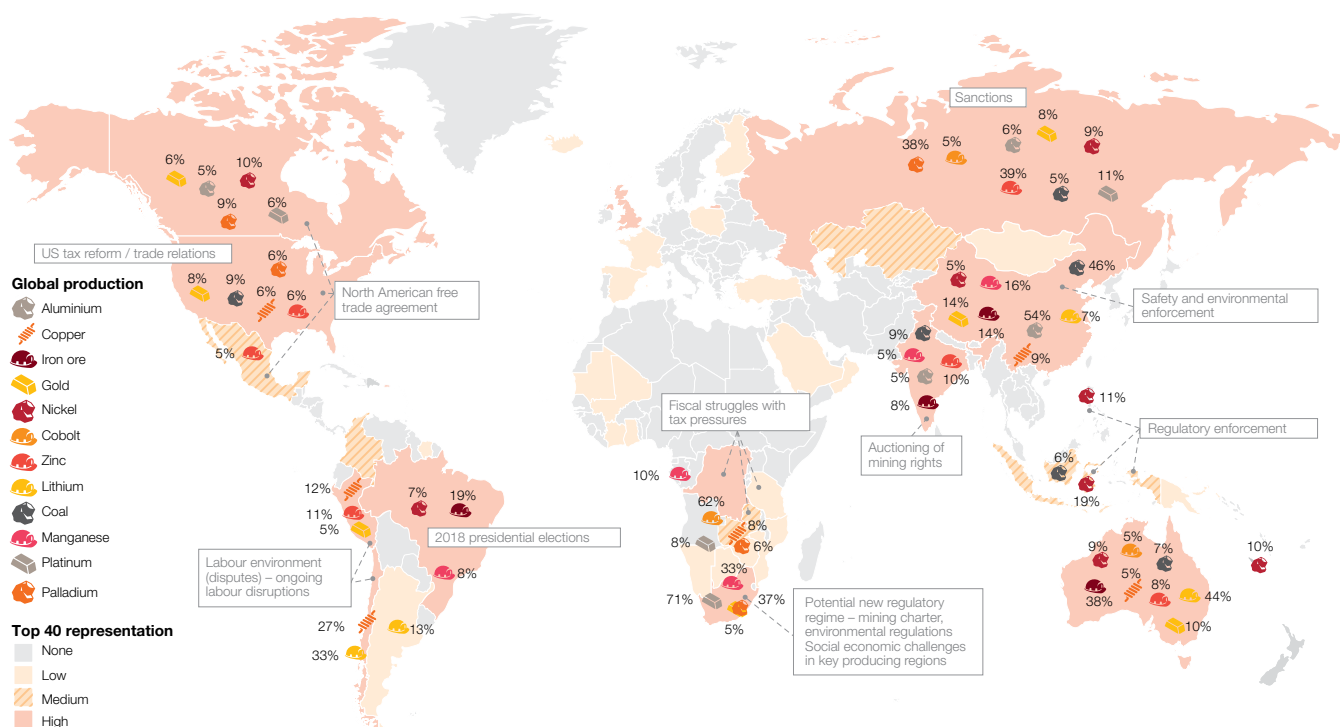 Sanctions
8%
6%
9%
38%
5%
39%
5%
11%
6%
5%
10%
9%
6%
US tax reform / trade relations
6%
8%
9%
6%
6%
5%
North American free
trade agreement
Global production
Aluminium
Copper
Iron ore
Gold
Nickel
Cobolt
Zinc
Lithium
Coal
Manganese
Platinum
Palladium
Top 40 representation
None
Low
Medium
High
12%
11%
5%
7%
19%
2018 presidential elections
Labour environment
(disputes) – ongoing
labour disruptions
8%
27%
13%
33%
Fiscal struggles with
tax pressures
10%
62%
8%
8%
6%
33%
71%
37%
5%
Potential new regulatory
regime – mining charter,
environmental regulations
Social economic challenges
in key producing regions
5%
16%
46%
Safety and environmental
enforcement
14%
14%
54%
7%
9%
9%
5%
5%
10%
8%
Auctioning of
mining rights
11%
Regulatory enforcement
6%
19%
9%
5%
7%
10%
38%
5%
8%
44%
10%